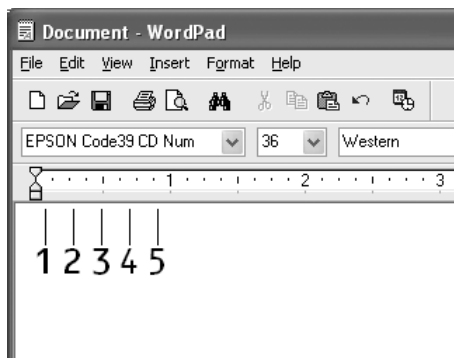 Document - WordPad
File Edit View Insert Format Help
EPSON Code39 CD Num 36 Western
1 2 3
1 2 3 4 5